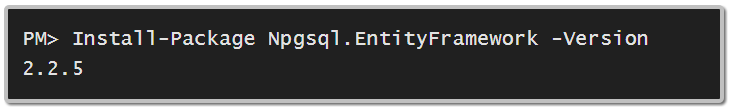 PM> Install-Package Npgsql.EntityFramework -Version
2.2.5